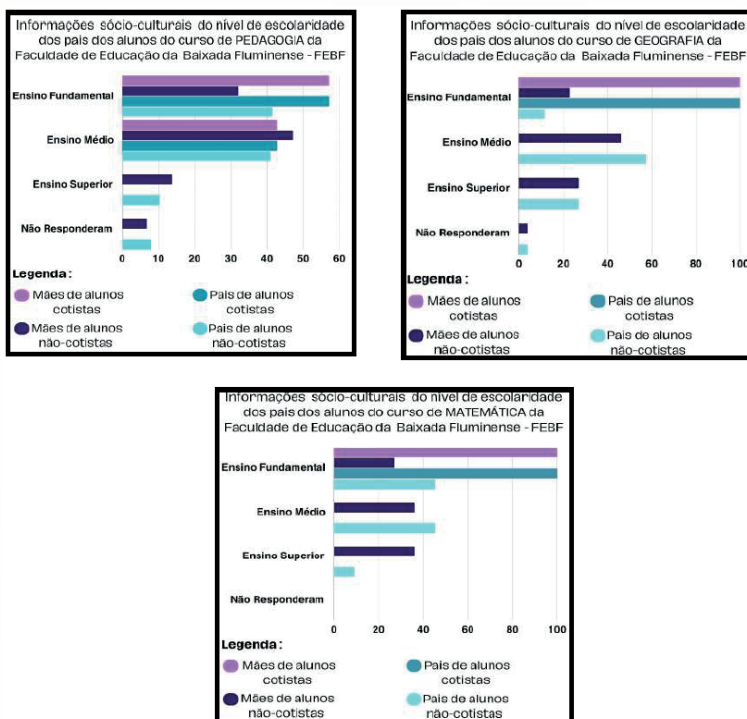 Informações sócio-culturais do nível de escolaridade
dos pais dos alunos do curso de PEDAGOGIA da
Faculdade de Educação da Baixada Fluminense - FEBF
Ensino Fundamental
Ensino Médio
Ensino Superior
Não Responderam
0 10 20 30 40 50 60
Legenda :
Mães de alunos cotistas
Pais de alunos cotistas
Mães de alunos não-cotistas
Pais de alunos não-cotistas
Informações sócio-culturais do nível de escolaridade
dos pais dos alunos do curso de GEOGRAFIA da
Faculdade de Educação da Baixada Fluminense - FEBF
Ensino Fundamental
Ensino Médio
Ensino Superior
Não Responderam
0 20 40 60 80 100
Legenda :
Mães de alunos cotistas
Pais de alunos cotistas
Mães de alunos não-cotistas
Pais de alunos não-cotistas
Informações sócio-culturais do nível de escolaridade
dos pais dos alunos do curso de MATEMÁTICA da
Faculdade de Educação da Baixada Fluminense - FEBF
Ensino Fundamental
Ensino Médio
Ensino Superior
Não Responderam
0 20 40 60 80 100
Legenda :
Mães de alunos cotistas
Pais de alunos cotistas
Mães de alunos não-cotistas
Pais de alunos não-cotistas